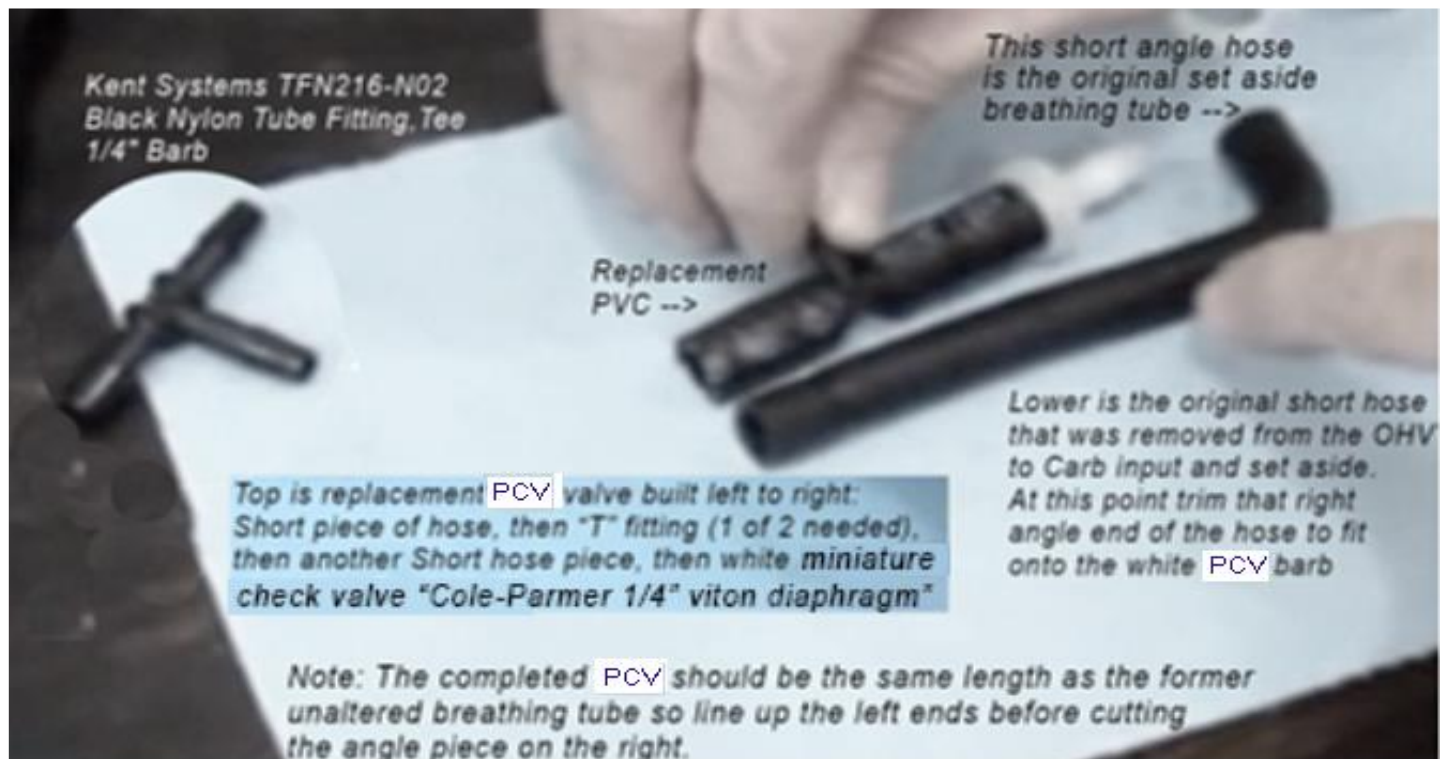 Kent Systems TFN216-N02
Black Nylon Tube Fitting, Tee
1/4" Barb
This short angle hose
is the original set aside
breathing tube -->
Replacement
PVC -->
Lower is the original short hose
that was removed from the OHV
to Carb input and set aside.
At this point trim that right
angle end of the hose to fit
onto the white PCV barb
Top is replacement PCV valve built left to right:
Short piece of hose, then "T" fitting (1 of 2 needed),
then another Short hose piece, then white miniature
check valve "Cole-Parmer 1/4" viton diaphragm"
Note: The completed PCV should be the same length as the former
unaltered breathing tube so line up the left ends before cutting
the angle piece on the right.